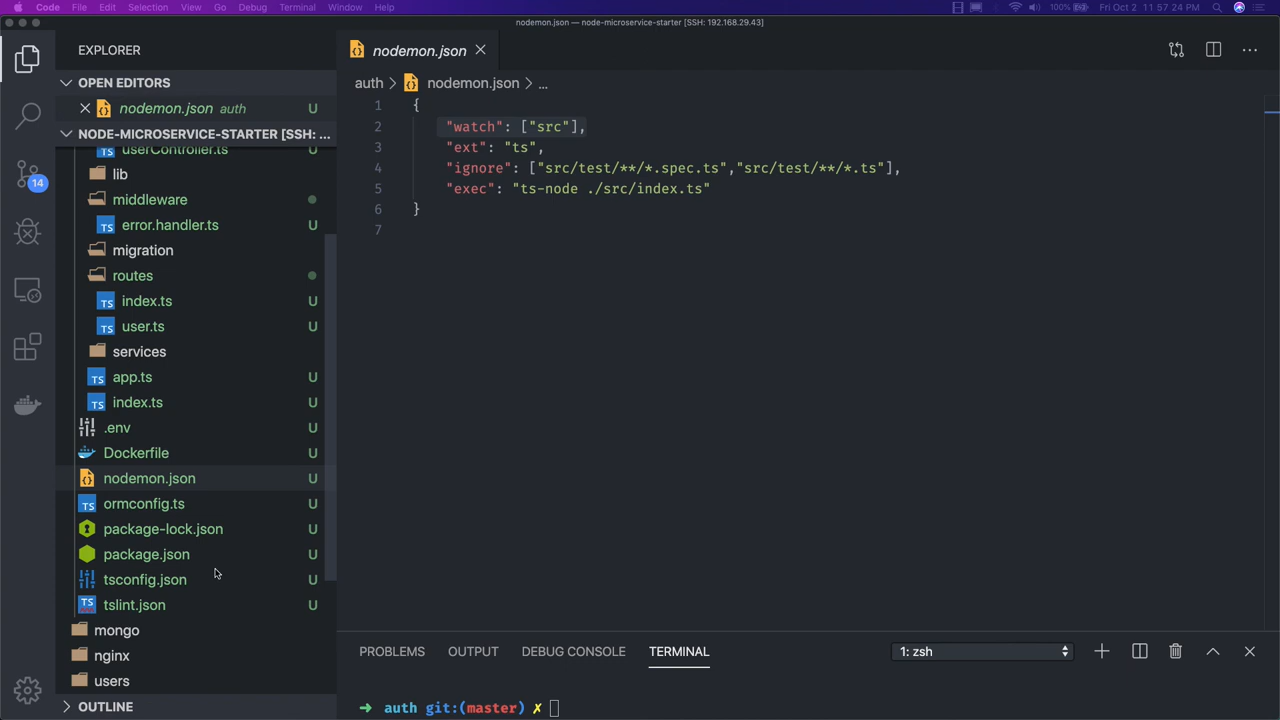 Code File Edit Selection View Go Debug Terminal Window Help 100% Fri Oct 2 11:57:24 AM
nodemon.json — node-microservice-starter [SSH: 192.168.29.43]
EXPLORER
nodemon.json
OPEN EDITORS
auth > nodemon.json > ...
nodemon.json auth U
NODE-MICROSERVICE-STARTER [SSH: ...
userController.ts U
lib
middleware
error.handler.ts U
migration
routes
index.ts U
user.ts U
services
app.ts U
index.ts U
.env U
Dockerfile U
nodemon.json U
ormconfig.ts U
package-lock.json U
package.json U
tsconfig.json U
tslint.json U
mongo
nginx
users
OUTLINE
14
1 {
2 "watch": ["src"],
3 "ext": "ts",
4 "ignore": ["src/test/**/*.spec.ts","src/test/**/*.ts"],
5 "exec": "ts-node ./src/index.ts"
6 }
7
PROBLEMS OUTPUT DEBUG CONSOLE TERMINAL 1: zsh
➜ auth git:(master) ✗